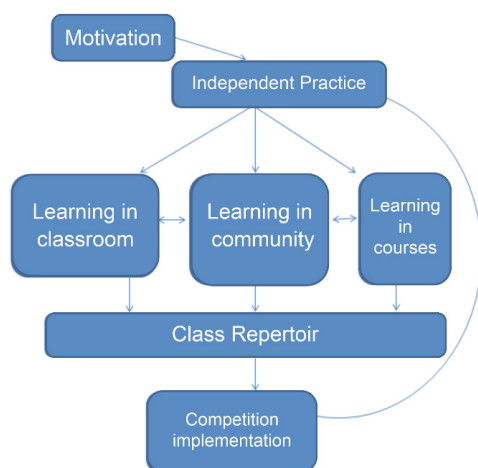 Motivation
Independent Practice
Learning in
classroom
Learning in
community
Learning
in
courses
Class Repertoir
Competition
implementation